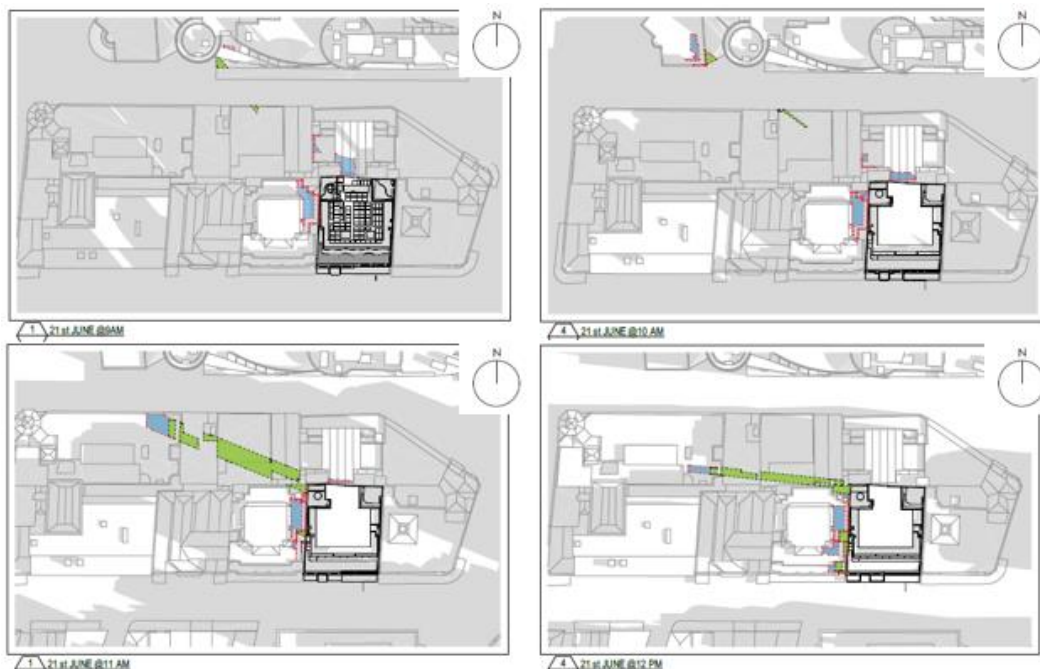 N
N
1 21 st JUNE @9AM
4 21 st JUNE @10 AM
N
N
1 21 st JUNE @11 AM
4 21 st JUNE @12 PM